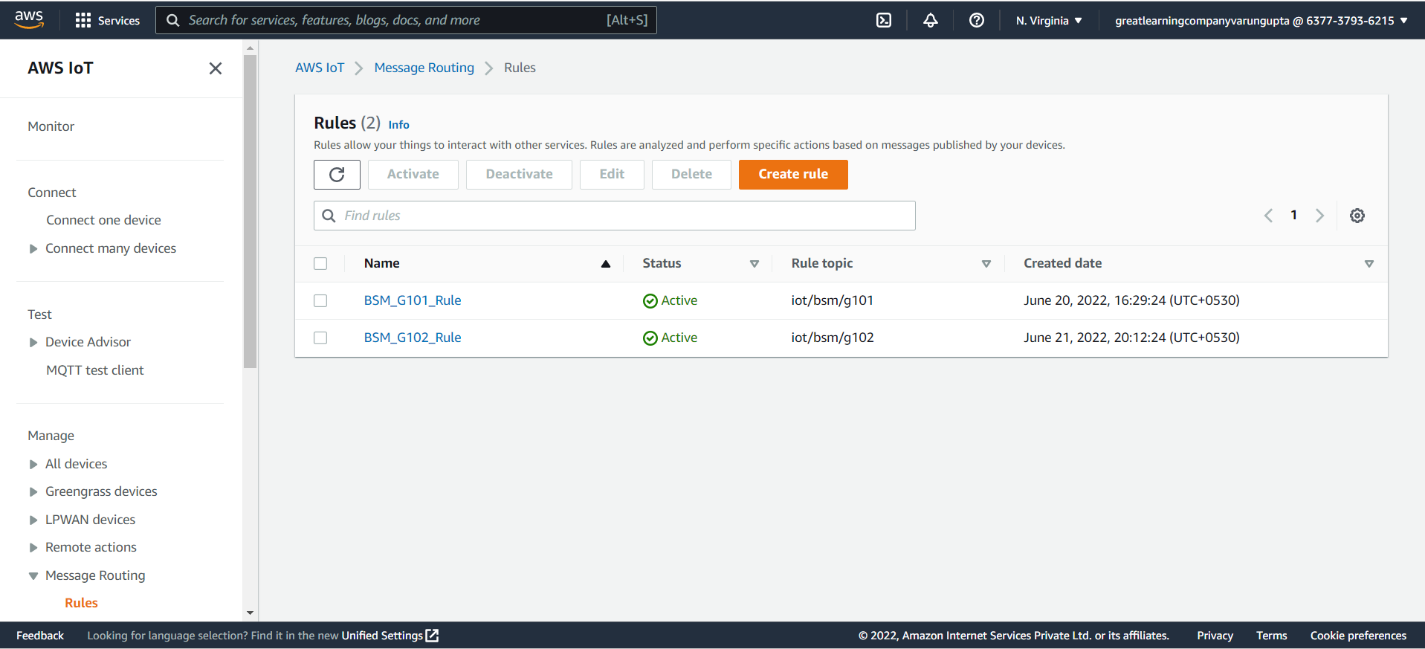 aws Services Search for services, features, blogs, docs, and more [Alt+S] N. Virginia greatlearningcompanyvarungupta @ 6377-3793-6215
AWS IoT
Monitor
Connect
Connect one device
Connect many devices
Test
Device Advisor
MQTT test client
Manage
All devices
Greengrass devices
LPWAN devices
Remote actions
Message Routing
Rules
AWS IoT Message Routing Rules
Rules (2) Info
Rules allow your things to interact with other services. Rules are analyzed and perform specific actions based on messages published by your devices.
Activate Deactivate Edit Delete Create rule
Find rules 1
Name Status Rule topic Created date
BSM_G101_Rule Active iot/bsm/g101 June 20, 2022, 16:29:24 (UTC+0530)
BSM_G102_Rule Active iot/bsm/g102 June 21, 2022, 20:12:24 (UTC+0530)
Feedback Looking for language selection? Find it in the new Unified Settings © 2022, Amazon Internet Services Private Ltd. or its affiliates. Privacy Terms Cookie preferences